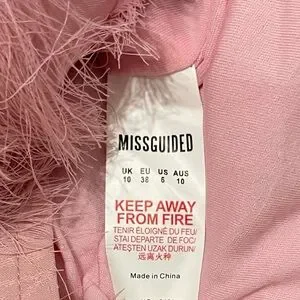 MISSGUIDED
UK EU US AUS
10 38 6 10
KEEP AWAY
FROM FIRE
TENIR ÉLOIGNÉ DU FEU/
STAI DEPARTE DE FOC/
ATEŞTEN UZAK DURUN/
远离火种
Made in China